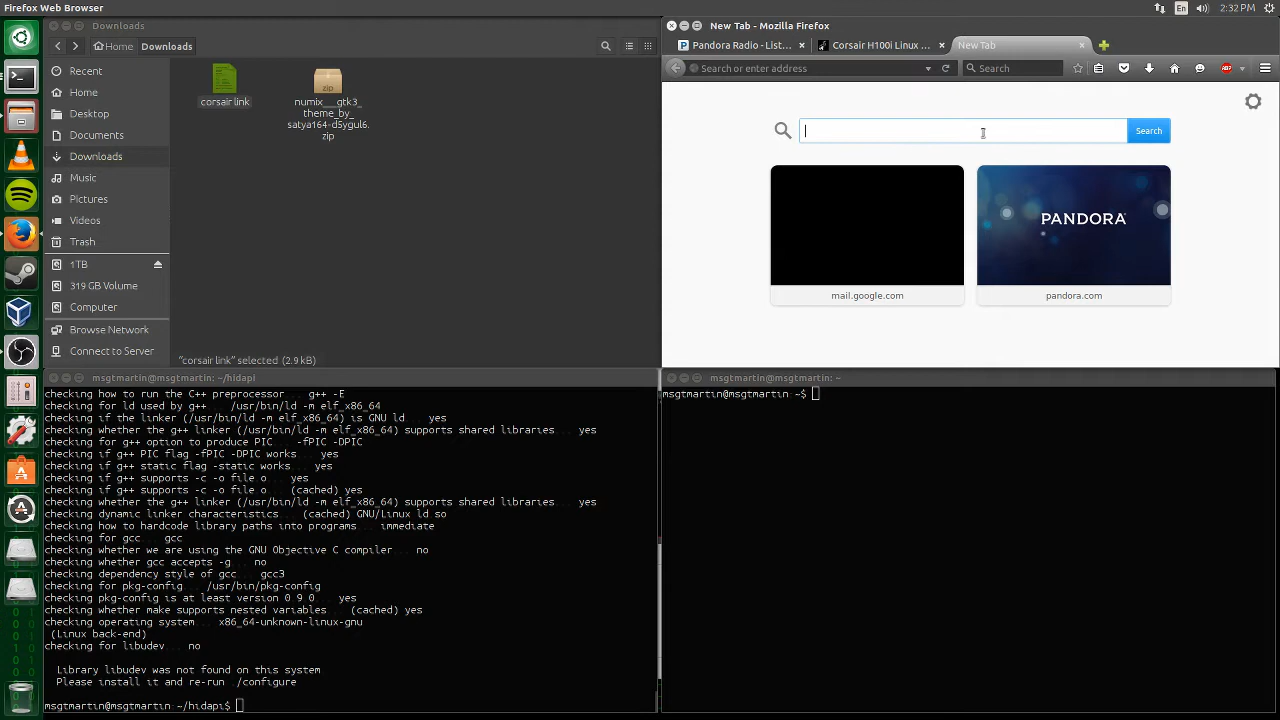 Firefox Web Browser
En
2:32 PM
Downloads
Home
Downloads
Recent
Home
Desktop
Documents
Downloads
Music
Pictures
Videos
Trash
1TB
319 GB Volume
Computer
Browse Network
Connect to Server
corsair link
zip
numix___gtk3_
theme_by_
satya164-d5ygul6.
zip
"corsair link" selected (2.9 kB)
New Tab - Mozilla Firefox
Pandora Radio - List...
Corsair H100i Linux ...
New Tab
Search or enter address
Search
ABP
Search
PANDORA
mail.google.com
pandora.com
msgtmartin@msgtmartin: ~/hidapi
checking how to run the C++ preprocessor... g++ -E
checking for ld used by g++... /usr/bin/ld -m elf_x86_64
checking if the linker (/usr/bin/ld -m elf_x86_64) is GNU ld... yes
checking whether the g++ linker (/usr/bin/ld -m elf_x86_64) supports shared libraries... yes
checking for g++ option to produce PIC... -fPIC -DPIC
checking if g++ PIC flag -fPIC -DPIC works... yes
checking if g++ static flag -static works... yes
checking if g++ supports -c -o file.o... yes
checking if g++ supports -c -o file.o... (cached) yes
checking whether the g++ linker (/usr/bin/ld -m elf_x86_64) supports shared libraries... yes
checking dynamic linker characteristics... (cached) GNU/Linux ld.so
checking how to hardcode library paths into programs... immediate
checking for gcc... gcc
checking whether we are using the GNU Objective C compiler... no
checking whether gcc accepts -g... no
checking dependency style of gcc... gcc3
checking for pkg-config... /usr/bin/pkg-config
checking pkg-config is at least version 0.9.0... yes
checking whether make supports nested variables... (cached) yes
checking operating system... x86_64-unknown-linux-gnu
(Linux back-end)
checking for libudev... no
Library libudev was not found on this system.
Please install it and re-run ./configure
msgtmartin@msgtmartin:~/hidapi$
msgtmartin@msgtmartin: ~
msgtmartin@msgtmartin:~$